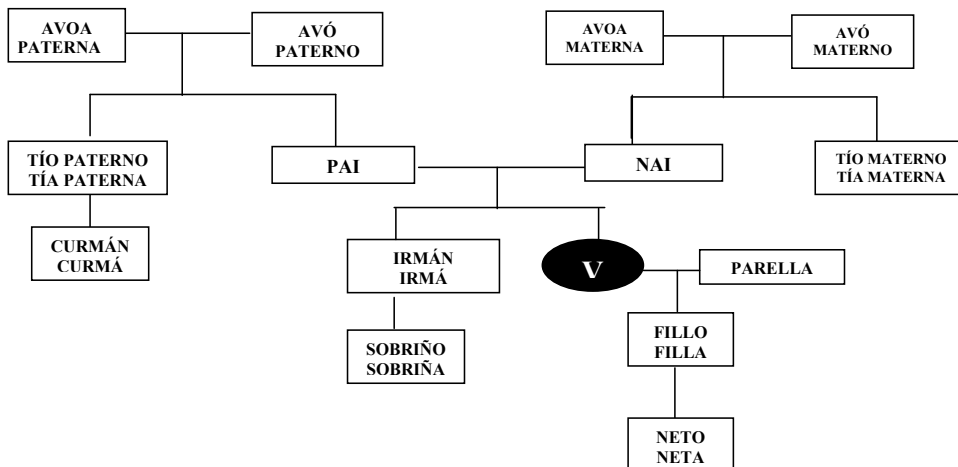 AVOA
PATERNA
AVÓ
PATERNO
AVOA
MATERNA
AVÓ
MATERNO
TÍO PATERNO
TÍA PATERNA
PAI
NAI
TÍO MATERNO
TÍA MATERNA
CURMÁN
CURMÁ
IRMÁN
IRMÁ
V
PARELLA
SOBRIÑO
SOBRIÑA
FILLO
FILLA
NETO
NETA